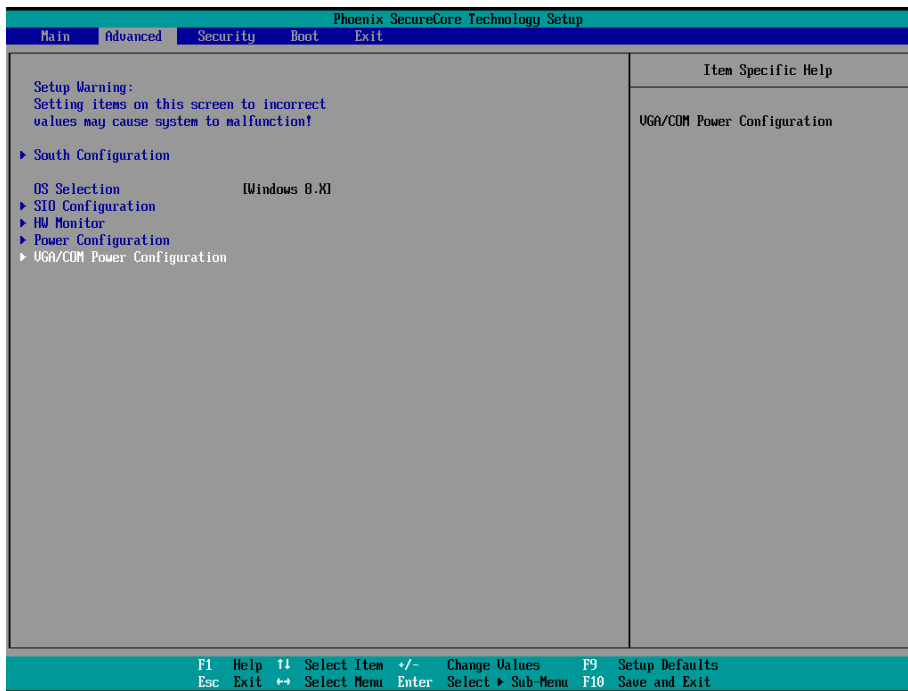 Phoenix SecureCore Technology Setup
Main Advanced Security Boot Exit
Setup Warning:
Setting items on this screen to incorrect
values may cause system to malfunction!
South Configuration
OS Selection [Windows 8.X]
SIO Configuration
HW Monitor
Power Configuration
VGA/COM Power Configuration
Item Specific Help
VGA/COM Power Configuration
F1 Help ↑↓ Select Item +/- Change Values F9 Setup Defaults
Esc Exit ↔ Select Menu Enter Select ▶ Sub-Menu F10 Save and Exit